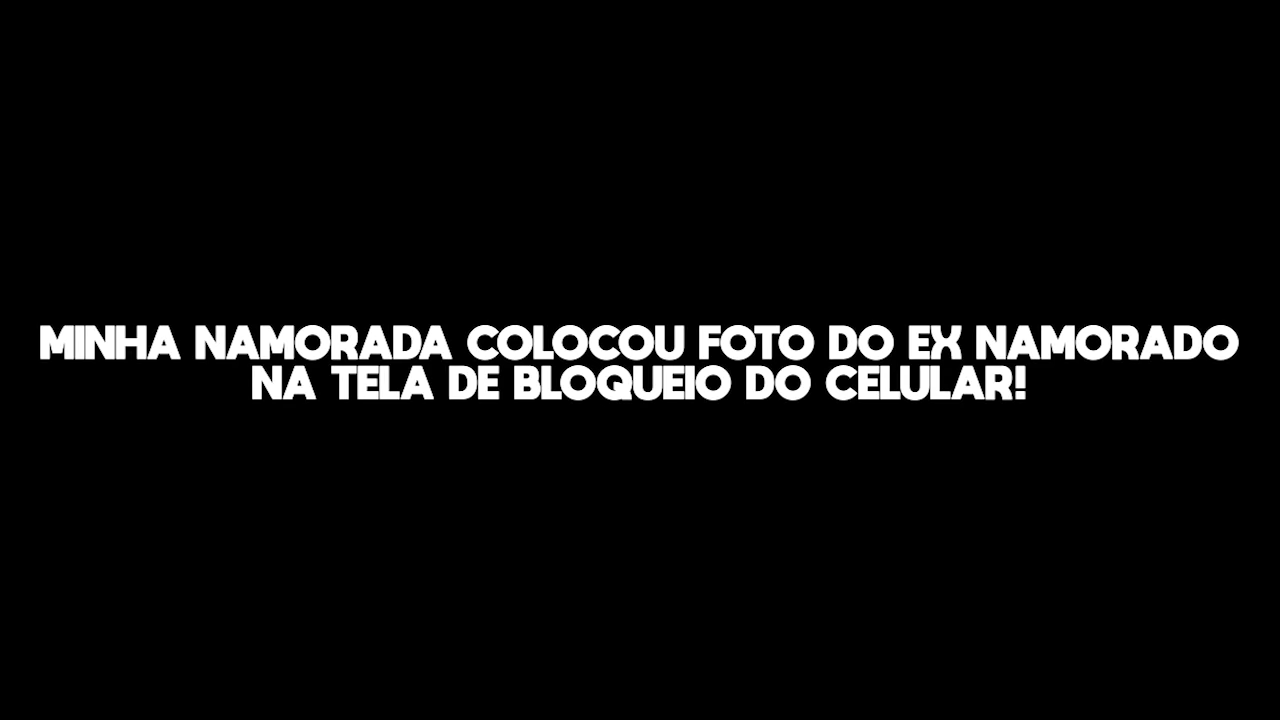 MINHA NAMORADA COLOCOU FOTO DO EX NAMORADO
NA TELA DE BLOQUEIO DO CELULAR!